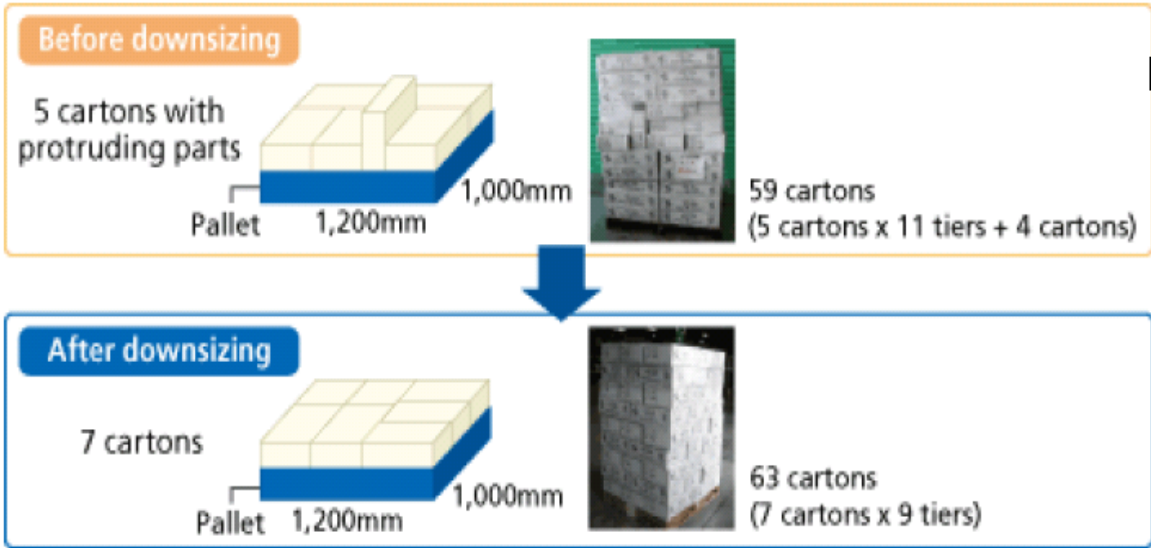 Before downsizing
5 cartons with
protruding parts
Pallet
1,200mm
1,000mm
59 cartons
(5 cartons x 11 tiers + 4 cartons)
After downsizing
7 cartons
Pallet
1,200mm
1,000mm
63 cartons
(7 cartons x 9 tiers)